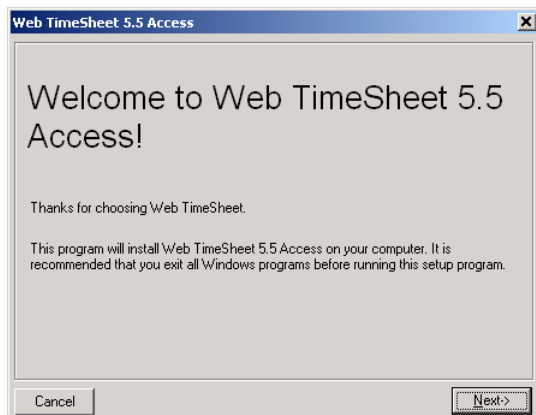 Web TimeSheet 5.5 Access
Welcome to Web TimeSheet 5.5
Access!
Thanks for choosing Web TimeSheet.
This program will install Web TimeSheet 5.5 Access on your computer. It is
recommended that you exit all Windows programs before running this setup program.
Cancel
Next->